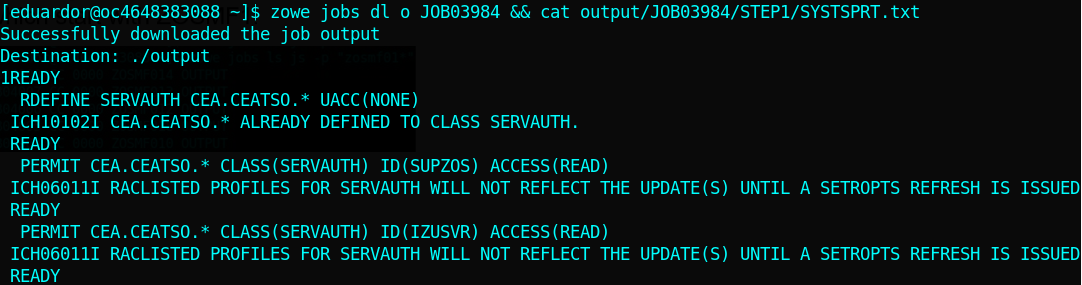 [eduardor@oc4648383088 ~]$ zowe jobs dl o JOB03984 && cat output/JOB03984/STEP1/SYSTSPRT.txt
Successfully downloaded the job output
Destination: ./output
1READY
RDEFINE SERVAUTH CEA.CEATSO.* UACC(NONE)
ICH10102I CEA.CEATSO.* ALREADY DEFINED TO CLASS SERVAUTH.
READY
PERMIT CEA.CEATSO.* CLASS(SERVAUTH) ID(SUPZOS) ACCESS(READ)
ICH06011I RACLISTED PROFILES FOR SERVAUTH WILL NOT REFLECT THE UPDATE(S) UNTIL A SETROPTS REFRESH IS ISSUED
READY
PERMIT CEA.CEATSO.* CLASS(SERVAUTH) ID(IZUSVR) ACCESS(READ)
ICH06011I RACLISTED PROFILES FOR SERVAUTH WILL NOT REFLECT THE UPDATE(S) UNTIL A SETROPTS REFRESH IS ISSUED
READY